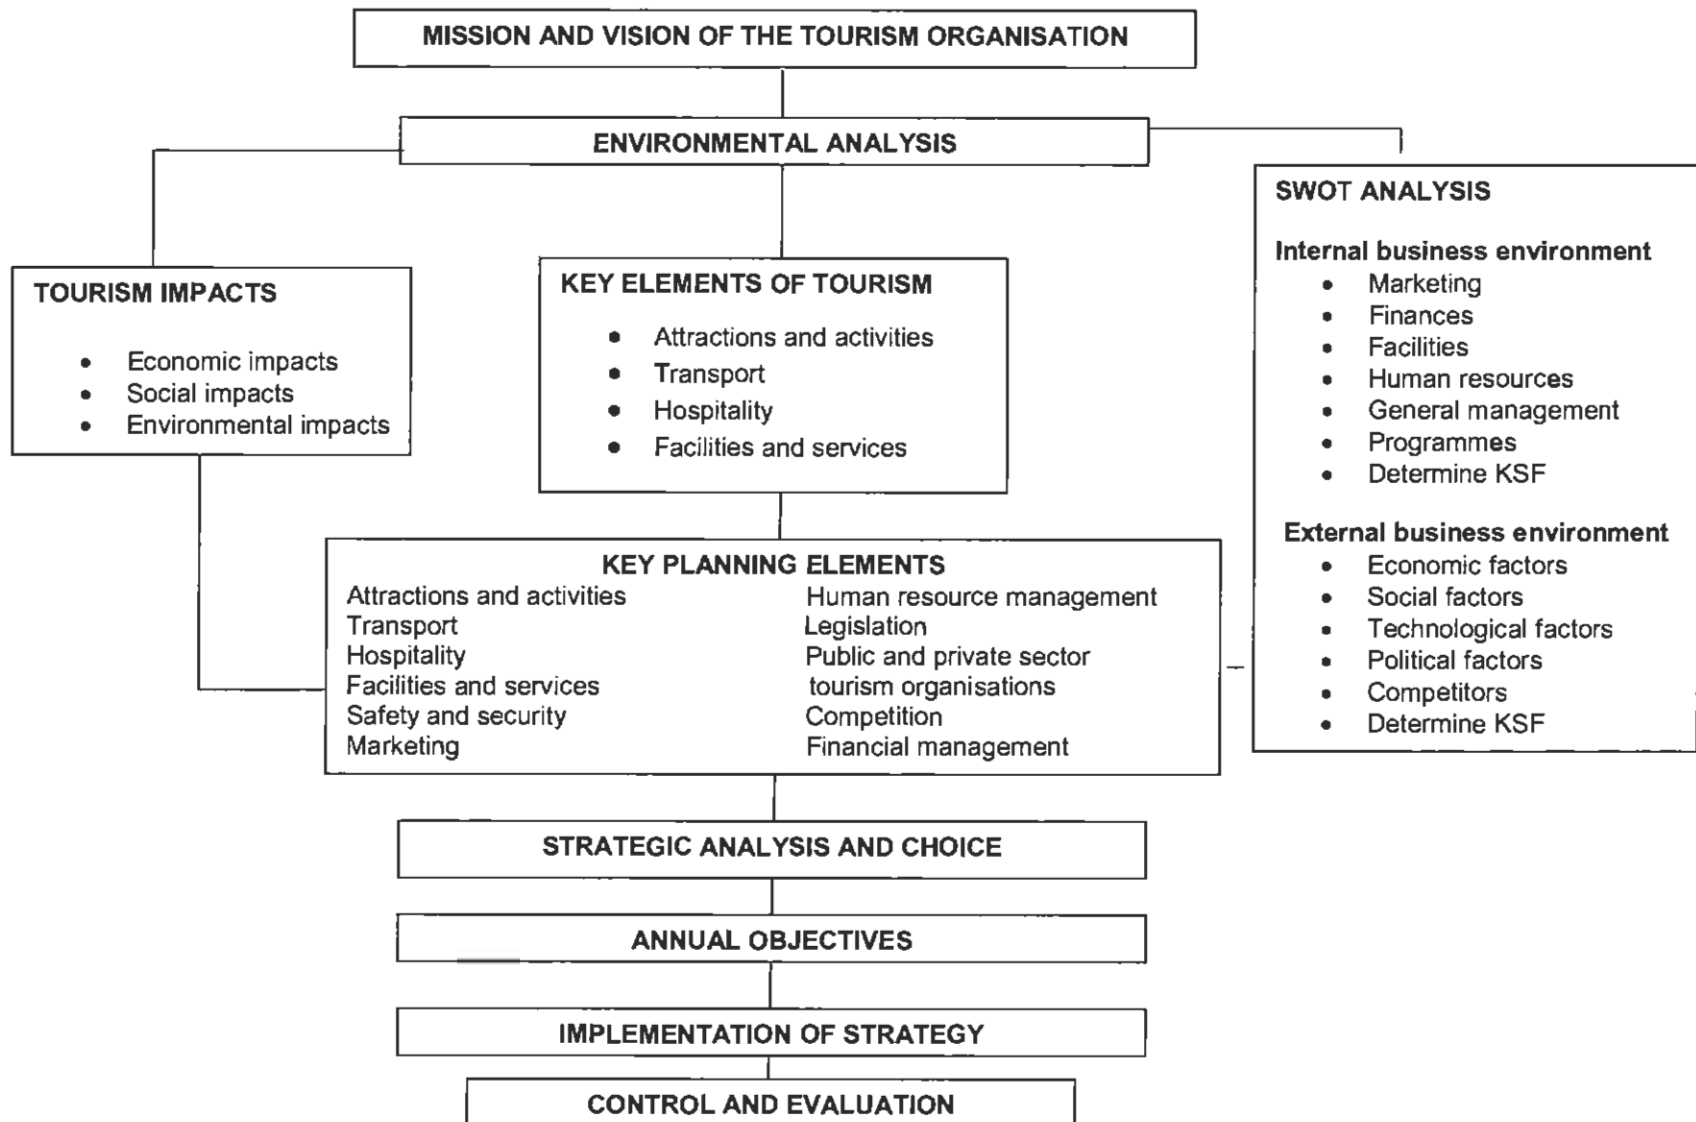 MISSION AND VISION OF THE TOURISM ORGANISATION
ENVIRONMENTAL ANALYSIS
TOURISM IMPACTS
• Economic impacts
• Social impacts
• Environmental impacts
KEY ELEMENTS OF TOURISM
• Attractions and activities
• Transport
• Hospitality
• Facilities and services
SWOT ANALYSIS
Internal business environment
• Marketing
• Finances
• Facilities
• Human resources
• General management
• Programmes
• Determine KSF
External business environment
• Economic factors
• Social factors
• Technological factors
• Political factors
• Competitors
• Determine KSF
KEY PLANNING ELEMENTS
Attractions and activities
Transport
Hospitality
Facilities and services
Safety and security
Marketing
Human resource management
Legislation
Public and private sector
tourism organisations
Competition
Financial management
STRATEGIC ANALYSIS AND CHOICE
ANNUAL OBJECTIVES
IMPLEMENTATION OF STRATEGY
CONTROL AND EVALUATION